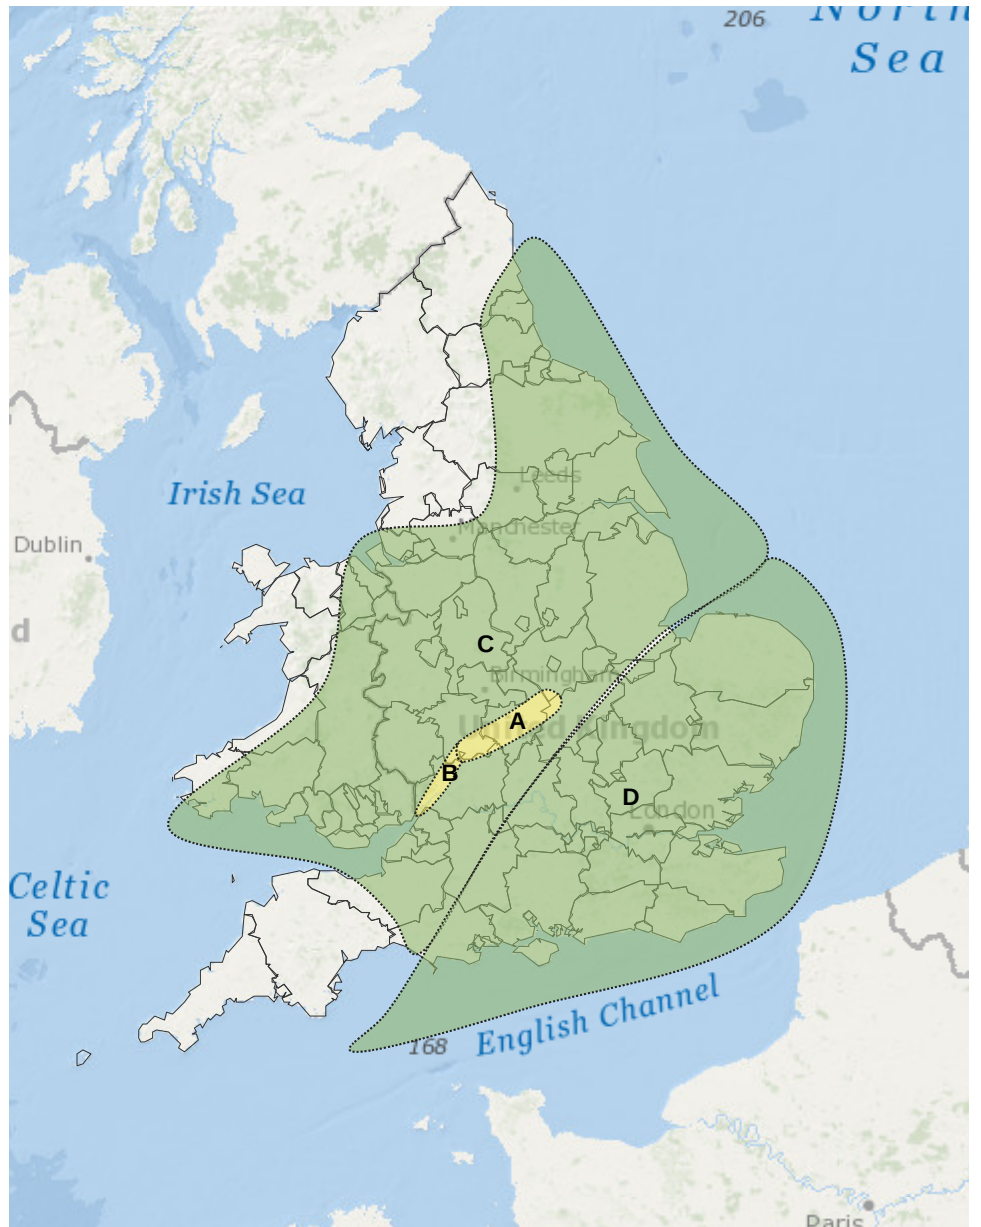 206
North
Sea
Irish Sea
Leeds
Manchester
Dublin
d
C
Birmingham
A
United Kingdom
B
D
London
Celtic
Sea
English Channel
168
Paris